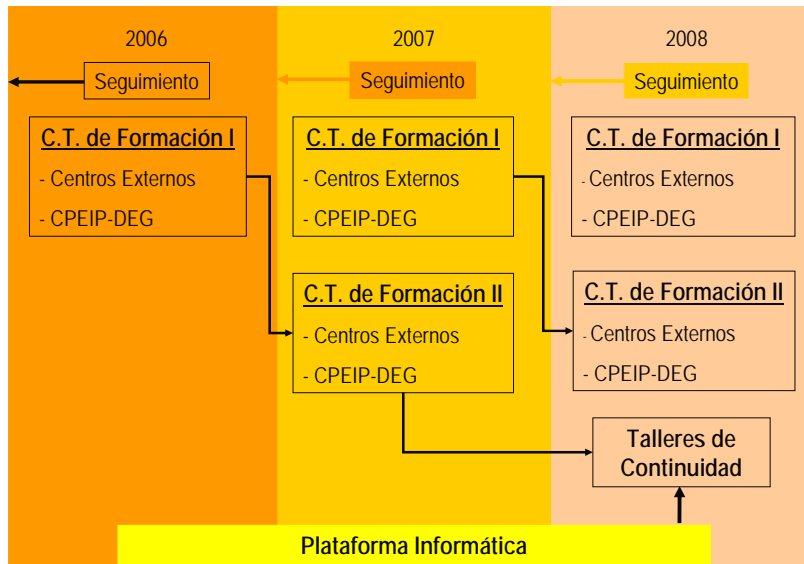 2006
Seguimiento
C.T. de Formación I
- Centros Externos
- CPEIP-DEG
2007
Seguimiento
C.T. de Formación I
- Centros Externos
- CPEIP-DEG
C.T. de Formación II
- Centros Externos
- CPEIP-DEG
2008
Seguimiento
C.T. de Formación I
- Centros Externos
- CPEIP-DEG
C.T. de Formación II
- Centros Externos
- CPEIP-DEG
Talleres de
Continuidad
Plataforma Informática